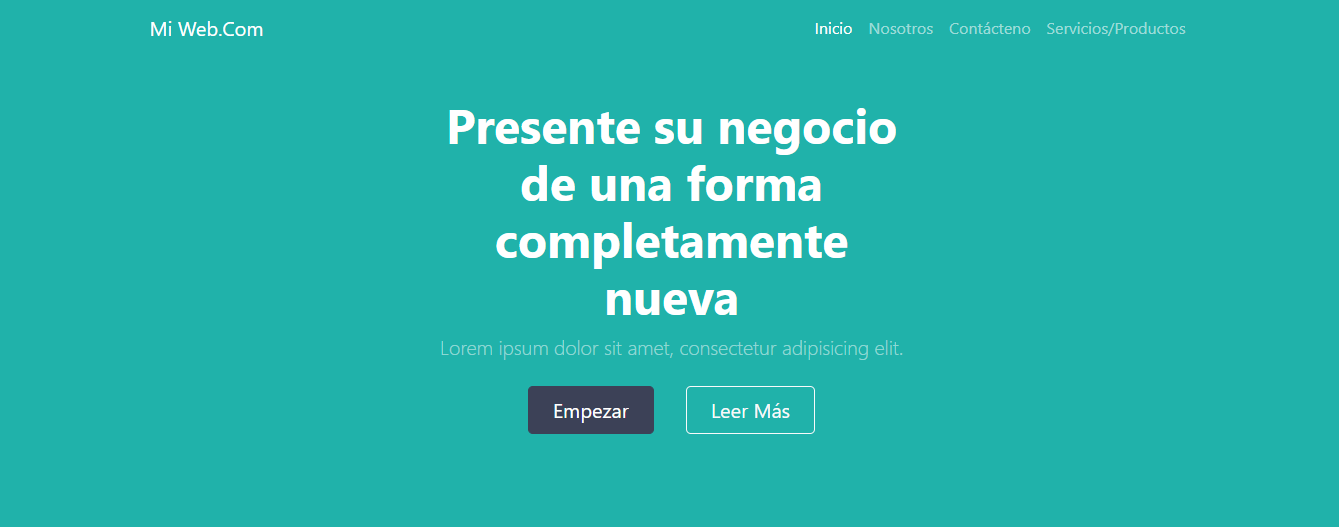 Mi Web.Com
Inicio Nosotros Contácteno Servicios/Productos
Presente su negocio
de una forma
completamente
nueva
Lorem ipsum dolor sit amet, consectetur adipisicing elit.
Empezar Leer Más